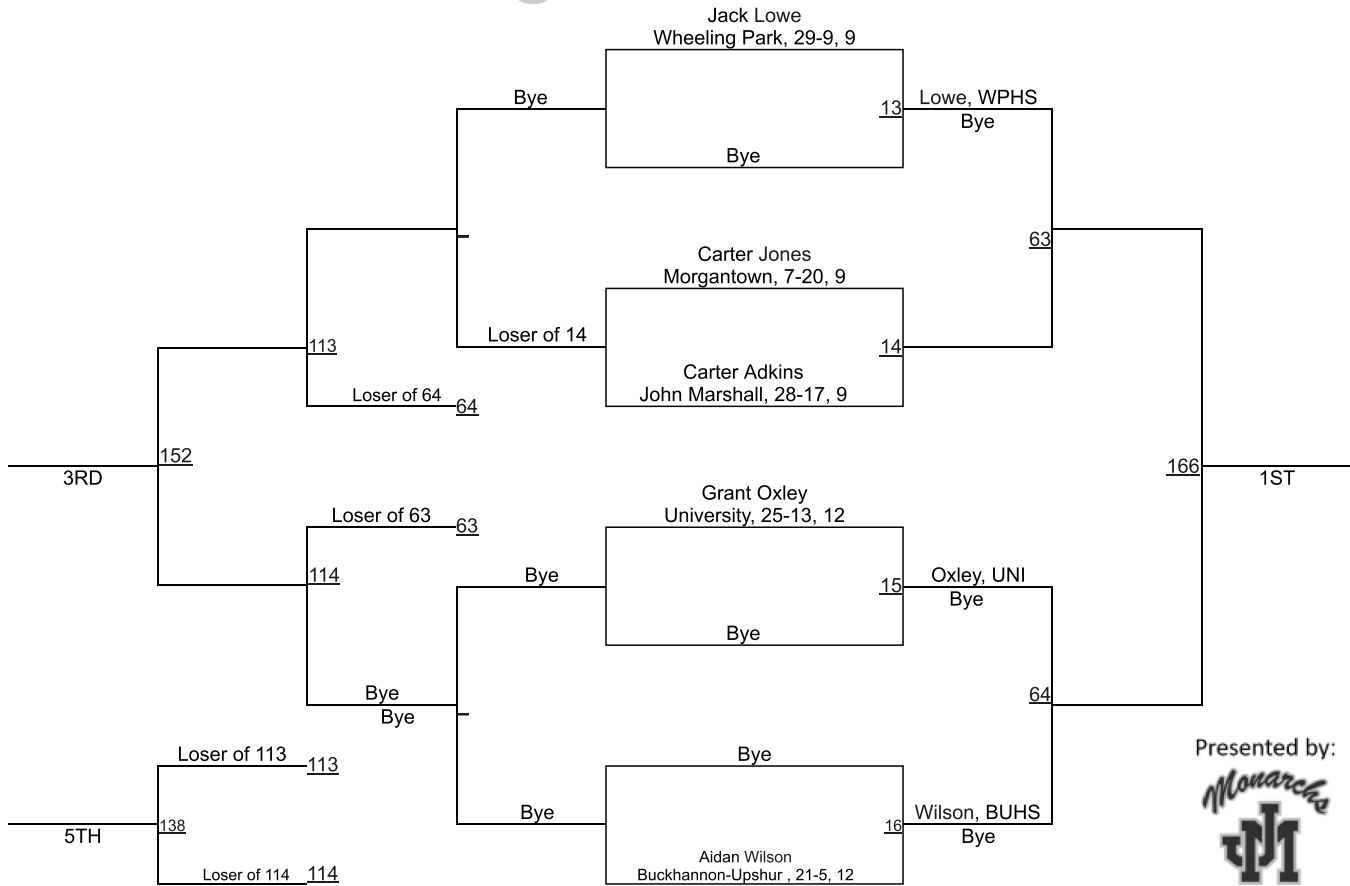 Jack Lowe
Wheeling Park, 29-9, 9
Bye
13
Lowe, WPHS
Bye
Bye
63
Carter Jones
Morgantown, 7-20, 9
Loser of 14
14
113
Carter Adkins
John Marshall, 28-17, 9
Loser of 64
64
152
3RD
166
1ST
Grant Oxley
University, 25-13, 12
Loser of 63
63
114
Bye
15
Oxley, UNI
Bye
Bye
Bye
Bye
64
Loser of 113
113
Bye
Presented by:
Monarchs
JM
Bye
Wilson, BUHS
138
16
5TH
Bye
Aidan Wilson
Buckhannon-Upshur , 21-5, 12
Loser of 114
114